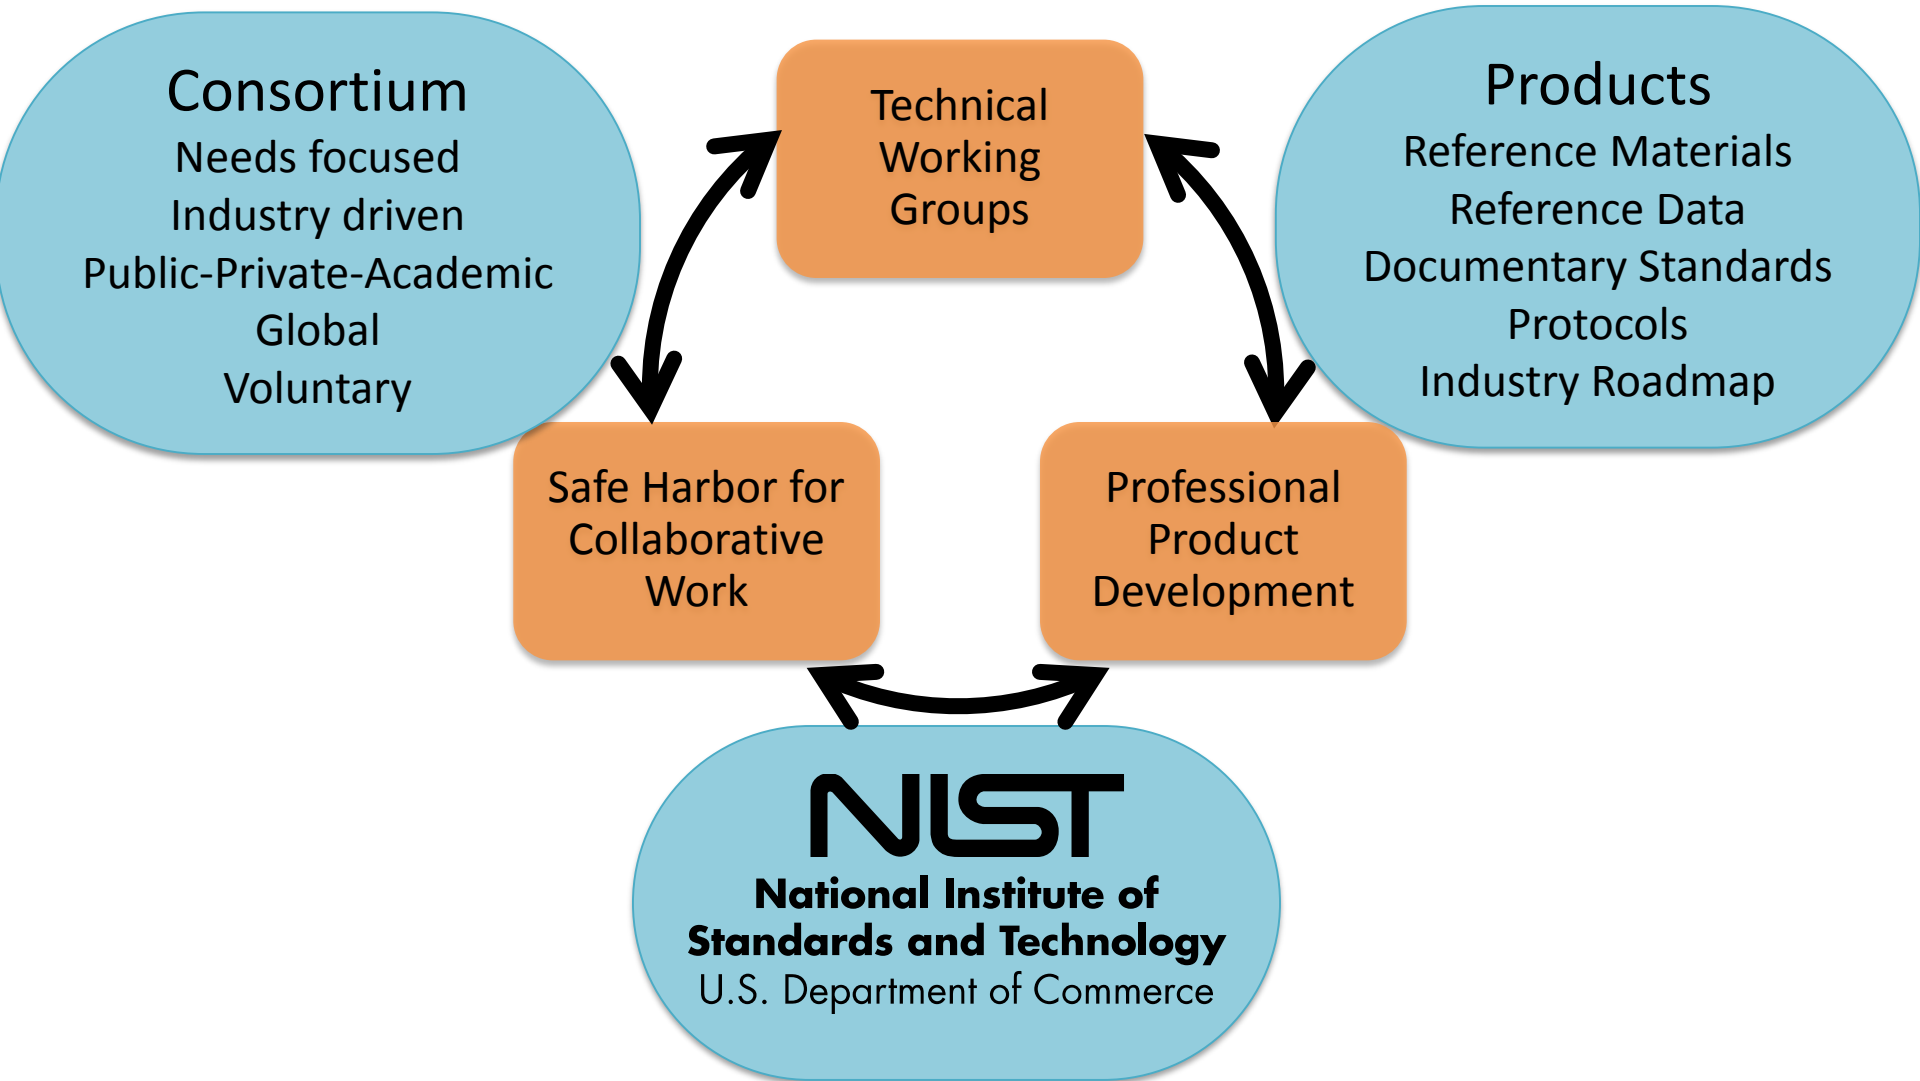 Consortium
Needs focused
Industry driven
Public-Private-Academic
Global
Voluntary
Technical
Working
Groups
Products
Reference Materials
Reference Data
Documentary Standards
Protocols
Industry Roadmap
Safe Harbor for
Collaborative
Work
Professional
Product
Development
NIST
National Institute of
Standards and Technology
U.S. Department of Commerce